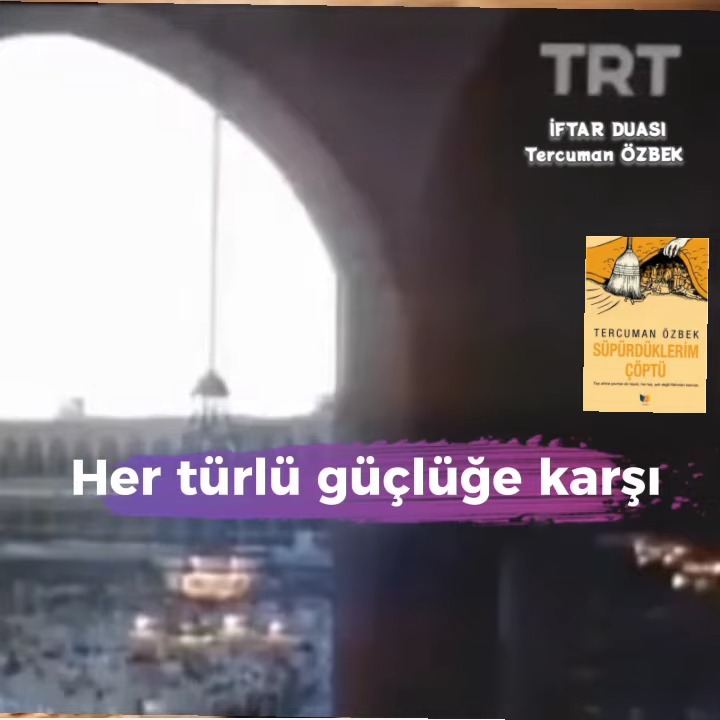 TRT
İFTAR DUASI
Tercuman ÖZBEK
TERCUMAN ÖZBEK
SÜPÜRDÜKLERİM
ÇÖPTÜ
Her türlü güçlüğe karşı